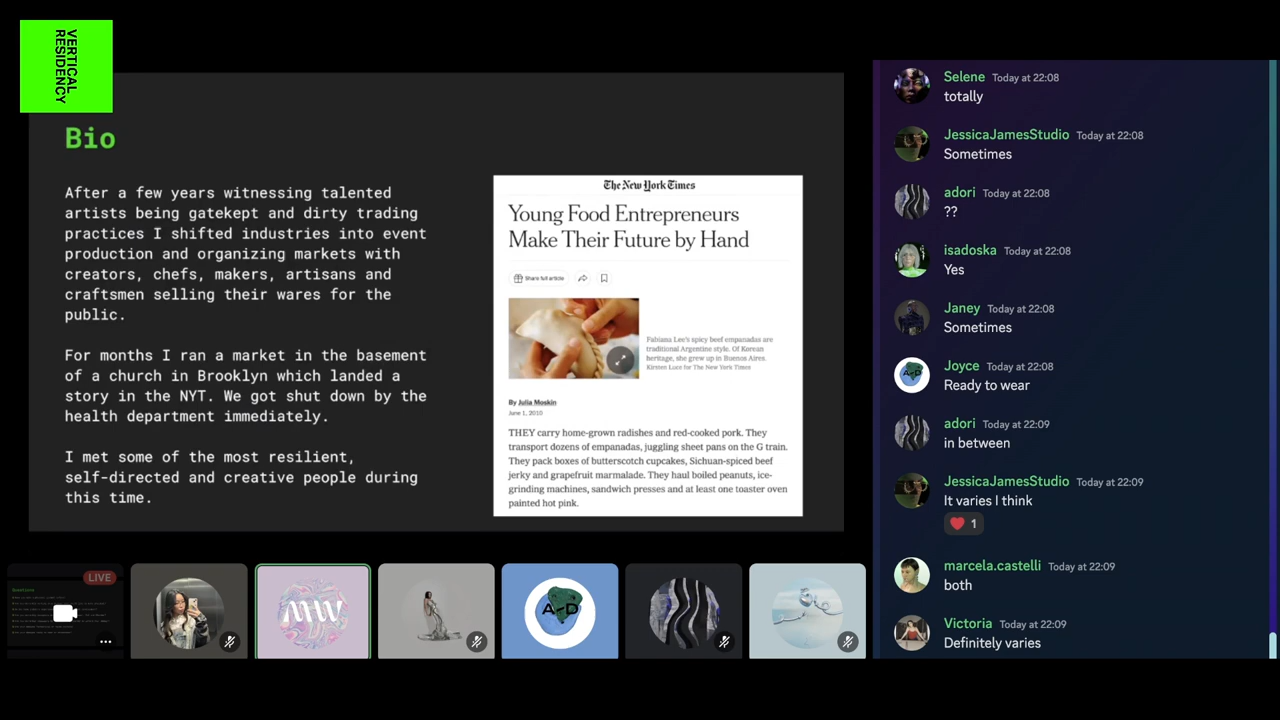 VERTICAL
RESIDENCY
Bio
After a few years witnessing talented
artists being gatekept and dirty trading
practices I shifted industries into event
production and organizing markets with
creators, chefs, makers, artisans and
craftsmen selling their wares for the
public.
For months I ran a market in the basement
of a church in Brooklyn which landed a
story in the NYT. We got shut down by the
health department immediately.
I met some of the most resilient,
self-directed and creative people during
this time.
The New York Times
Young Food Entrepreneurs
Make Their Future by Hand
Share full article
Fabiana Lee's spicy beef empanadas are
traditional Argentine style. Of Korean
heritage, she grew up in Buenos Aires.
Kirsten Luce for The New York Times
By Julia Moskin
June 1, 2010
THEY carry home-grown radishes and red-cooked pork. They
transport dozens of empanadas, juggling sheet pans on the G train.
They pack boxes of butterscotch cupcakes, Sichuan-spiced beef
jerky and grapefruit marmalade. They haul boiled peanuts, ice-
grinding machines, sandwich presses and at least one toaster oven
painted hot pink.
LIVE
A-D
Selene Today at 22:08
totally
JessicaJamesStudio Today at 22:08
Sometimes
adori Today at 22:08
??
isadoska Today at 22:08
Yes
Janey Today at 22:08
Sometimes
Joyce Today at 22:08
Ready to wear
adori Today at 22:09
in between
JessicaJamesStudio Today at 22:09
It varies I think
1
marcela.castelli Today at 22:09
both
Victoria Today at 22:09
Definitely varies